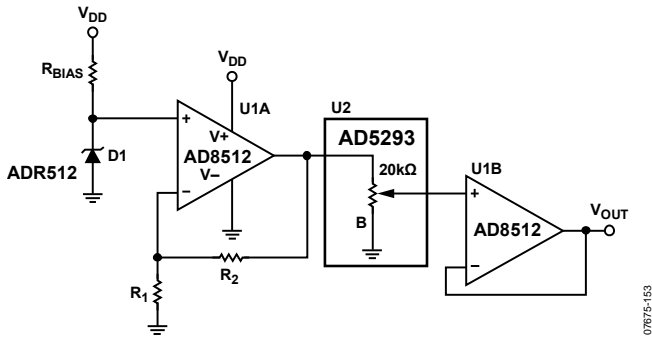 VDD
RBIAS
ADR512
D1
VDD
U1A
+
V+
AD8512
V–
–
R1
R2
U2
AD5293
20kΩ
B
U1B
+
AD8512
–
VOUT
07675-153